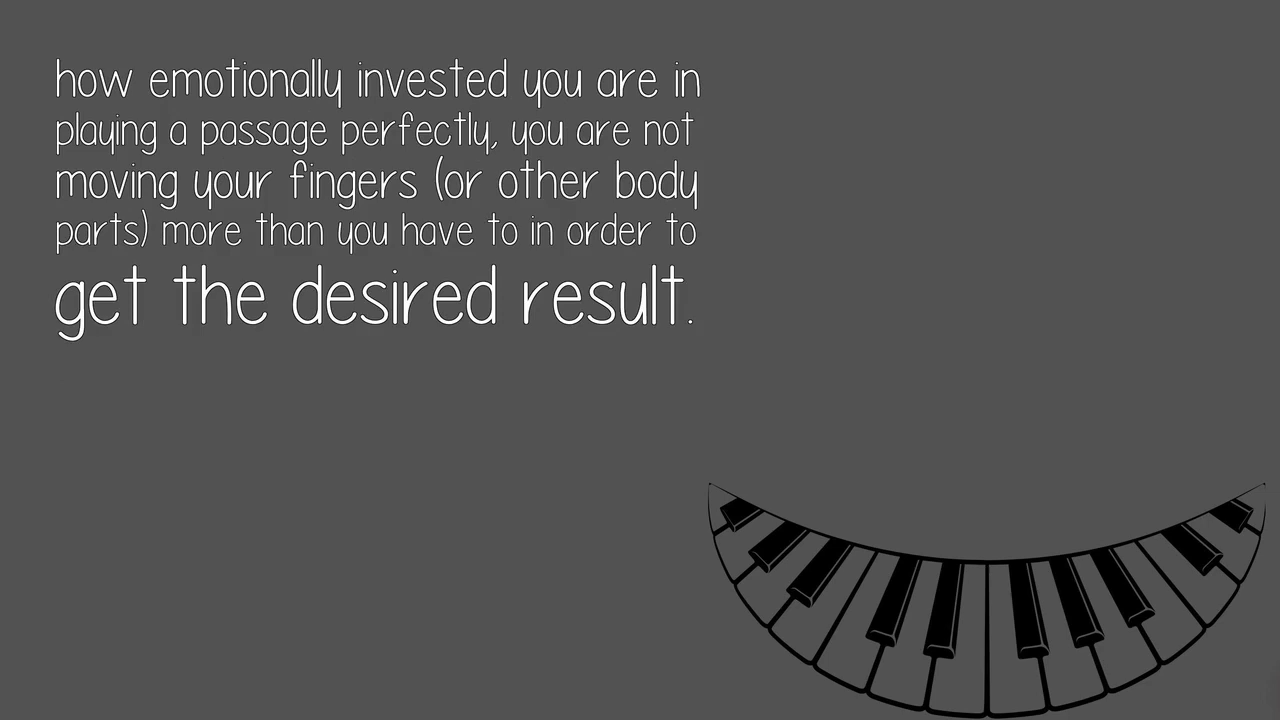 how emotionally invested you are in
playing a passage perfectly, you are not
moving your fingers (or other body
parts) more than you have to in order to
get the desired result.